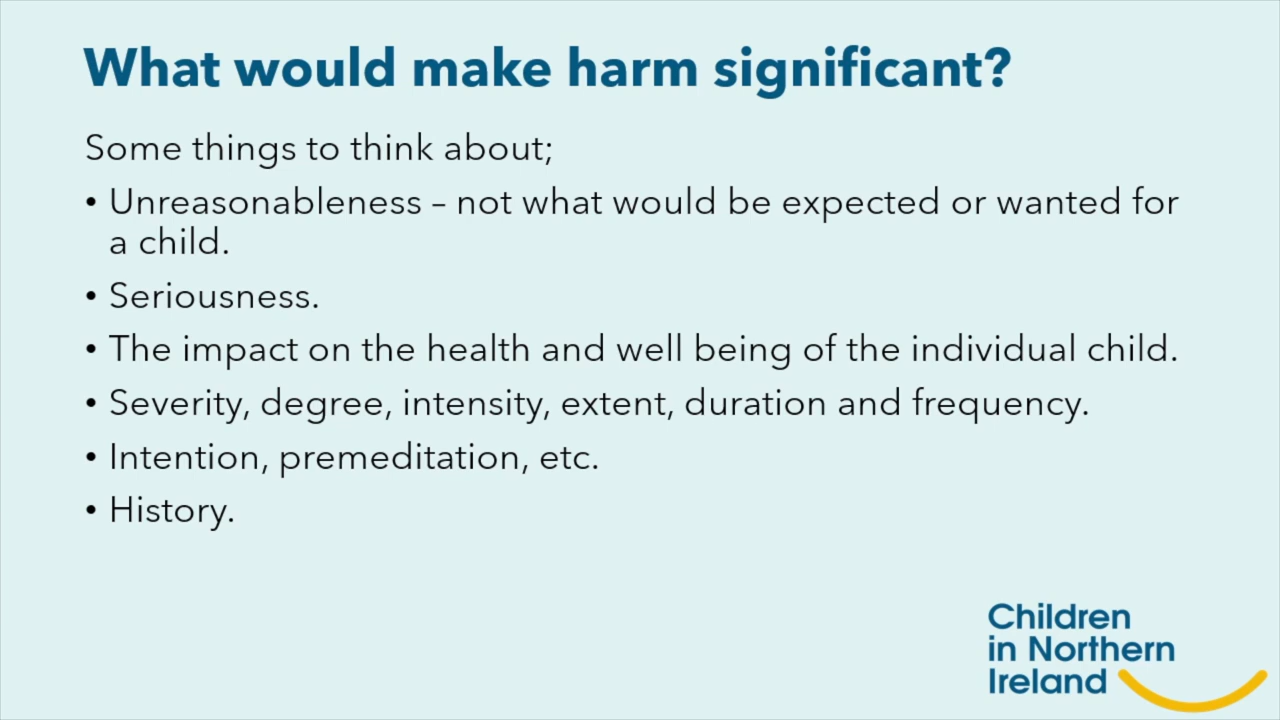 What would make harm significant?
Some things to think about;
• Unreasonableness – not what would be expected or wanted for
a child.
• Seriousness.
• The impact on the health and well being of the individual child.
• Severity, degree, intensity, extent, duration and frequency.
• Intention, premeditation, etc.
• History.
Children
in Northern
Ireland